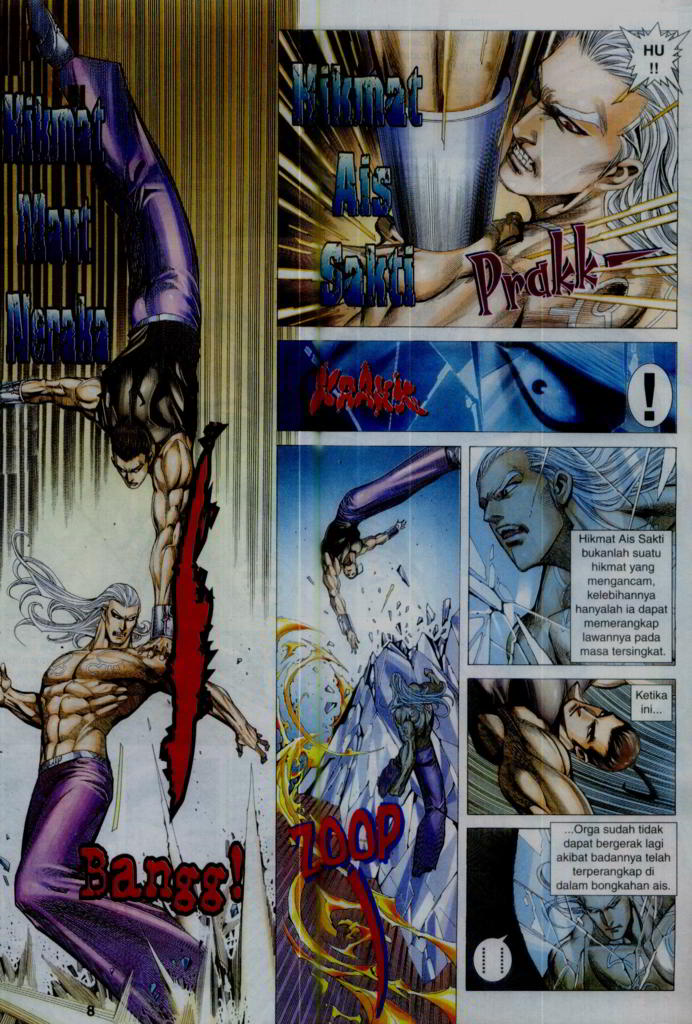 Hikmat
Maut
Neraka
Bangg!
8
HU
!!
Hikmat
Ais
Sakti
Prakk
KRAKK
!
ZOOP
Hikmat Ais Sakti
bukanlah suatu
hikmat yang
mengancam,
kelebihannya
hanyalah ia dapat
memerangkap
lawannya pada
masa tersingkat.
Ketika
ini...
...Orga sudah tidak
dapat bergerak lagi
akibat badannya telah
terperangkap di
dalam bongkahan ais.